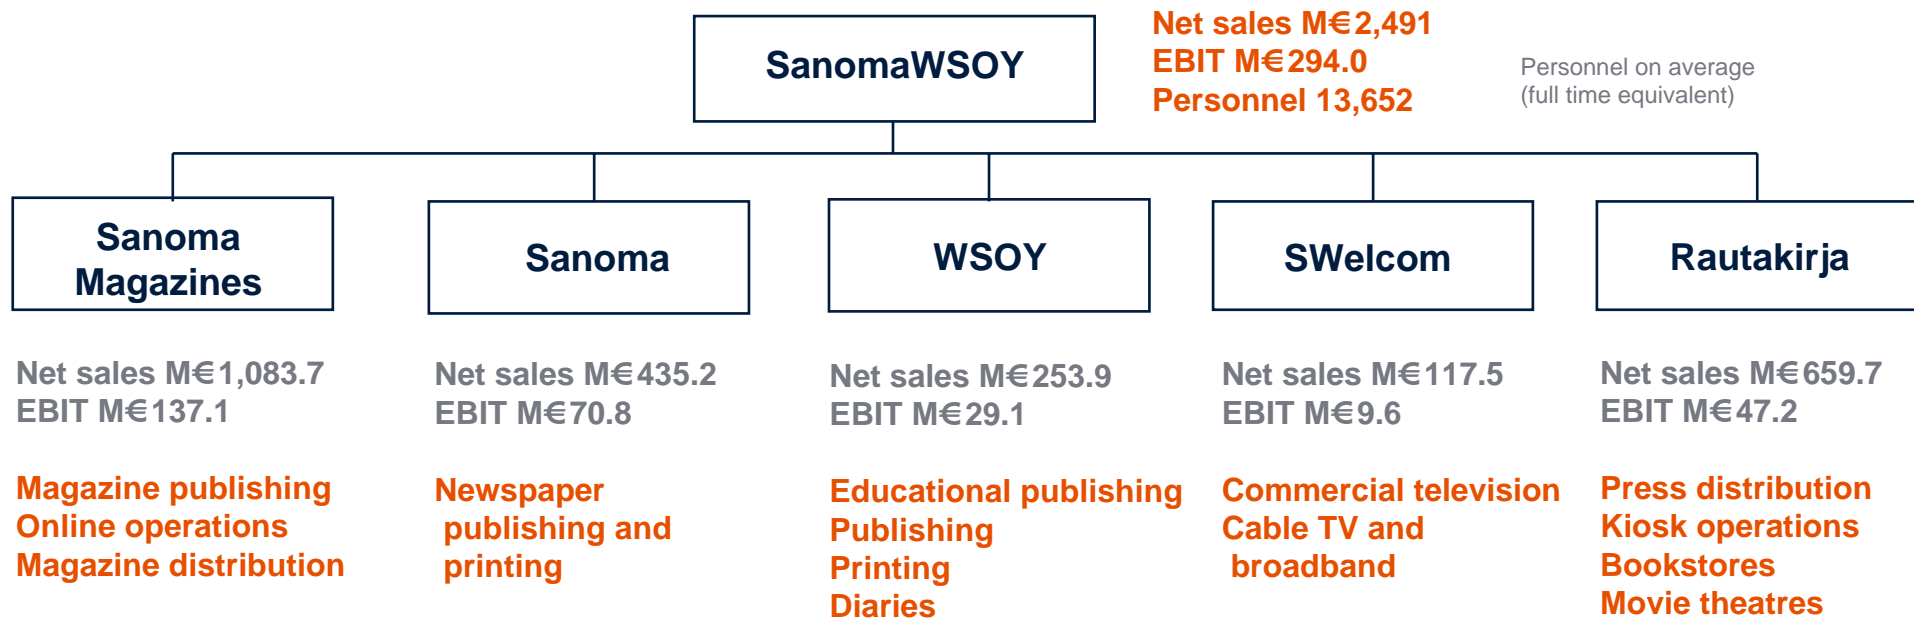 SanomaWSOY
Net sales M€2,491
EBIT M€294.0
Personnel 13,652
Personnel on average
(full time equivalent)
Sanoma
Magazines
Net sales M€1,083.7
EBIT M€137.1
Magazine publishing
Online operations
Magazine distribution
Sanoma
Net sales M€435.2
EBIT M€70.8
Newspaper
publishing and
printing
WSOY
Net sales M€253.9
EBIT M€29.1
Educational publishing
Publishing
Printing
Diaries
SWelcom
Net sales M€117.5
EBIT M€9.6
Commercial television
Cable TV and
broadband
Rautakirja
Net sales M€659.7
EBIT M€47.2
Press distribution
Kiosk operations
Bookstores
Movie theatres